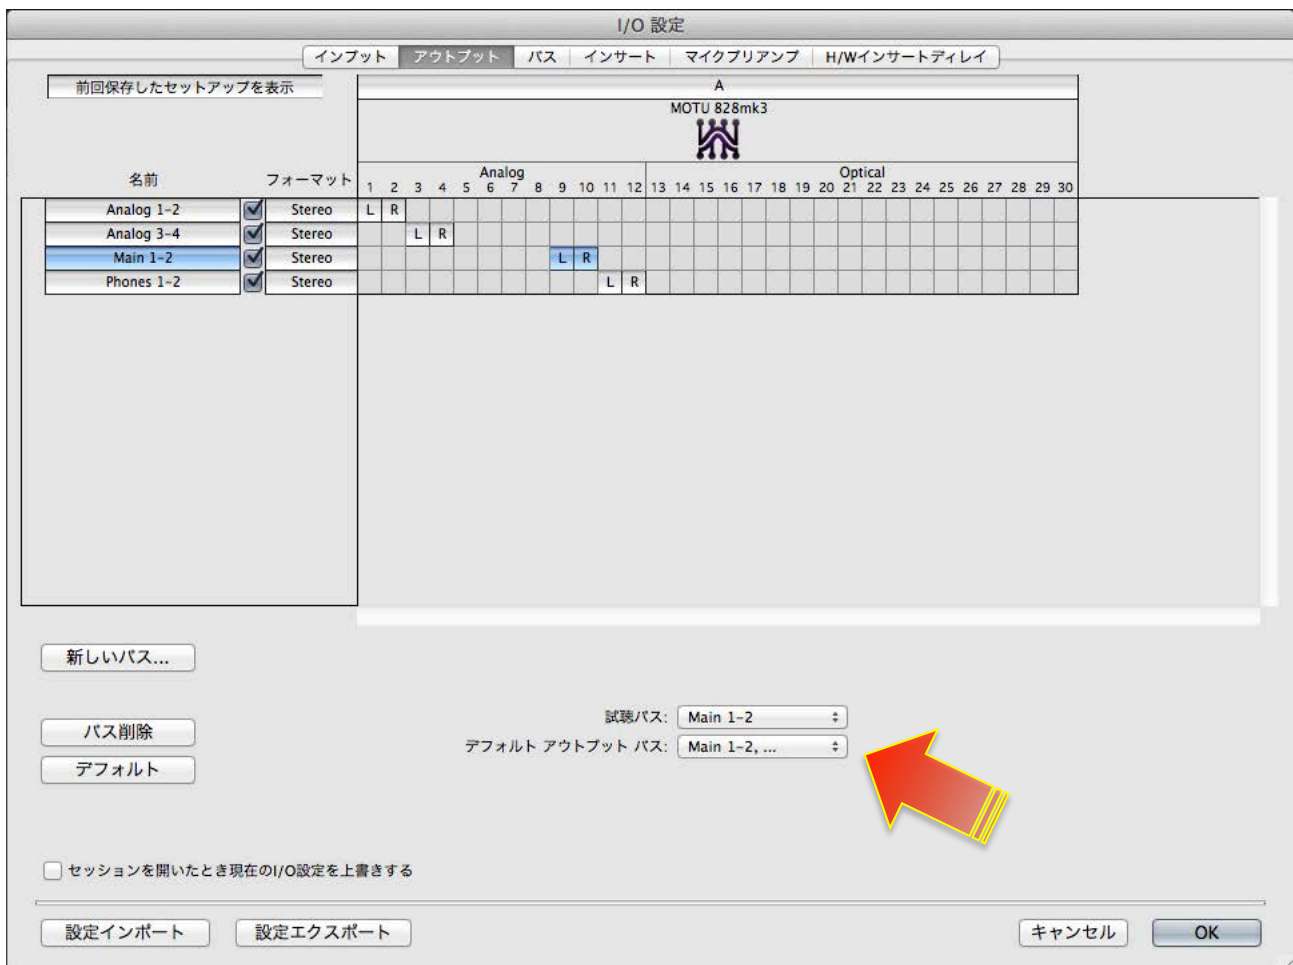 I/O 設定
インプット アウトプット バス インサート マイクプリアンプ H/Wインサートディレイ
前回保存したセットアップを表示
A
MOTU 828mk3
Analog Optical
名前 フォーマット 1 2 3 4 5 6 7 8 9 10 11 12 13 14 15 16 17 18 19 20 21 22 23 24 25 26 27 28 29 30
Analog 1-2 Stereo L R
Analog 3-4 Stereo L R
Main 1-2 Stereo L R
Phones 1-2 Stereo L R
新しいパス...
試聴パス: Main 1-2
パス削除
デフォルト アウトプット パス: Main 1-2, ...
デフォルト
セッションを開いたとき現在のI/O設定を上書きする
設定インポート 設定エクスポート キャンセル OK